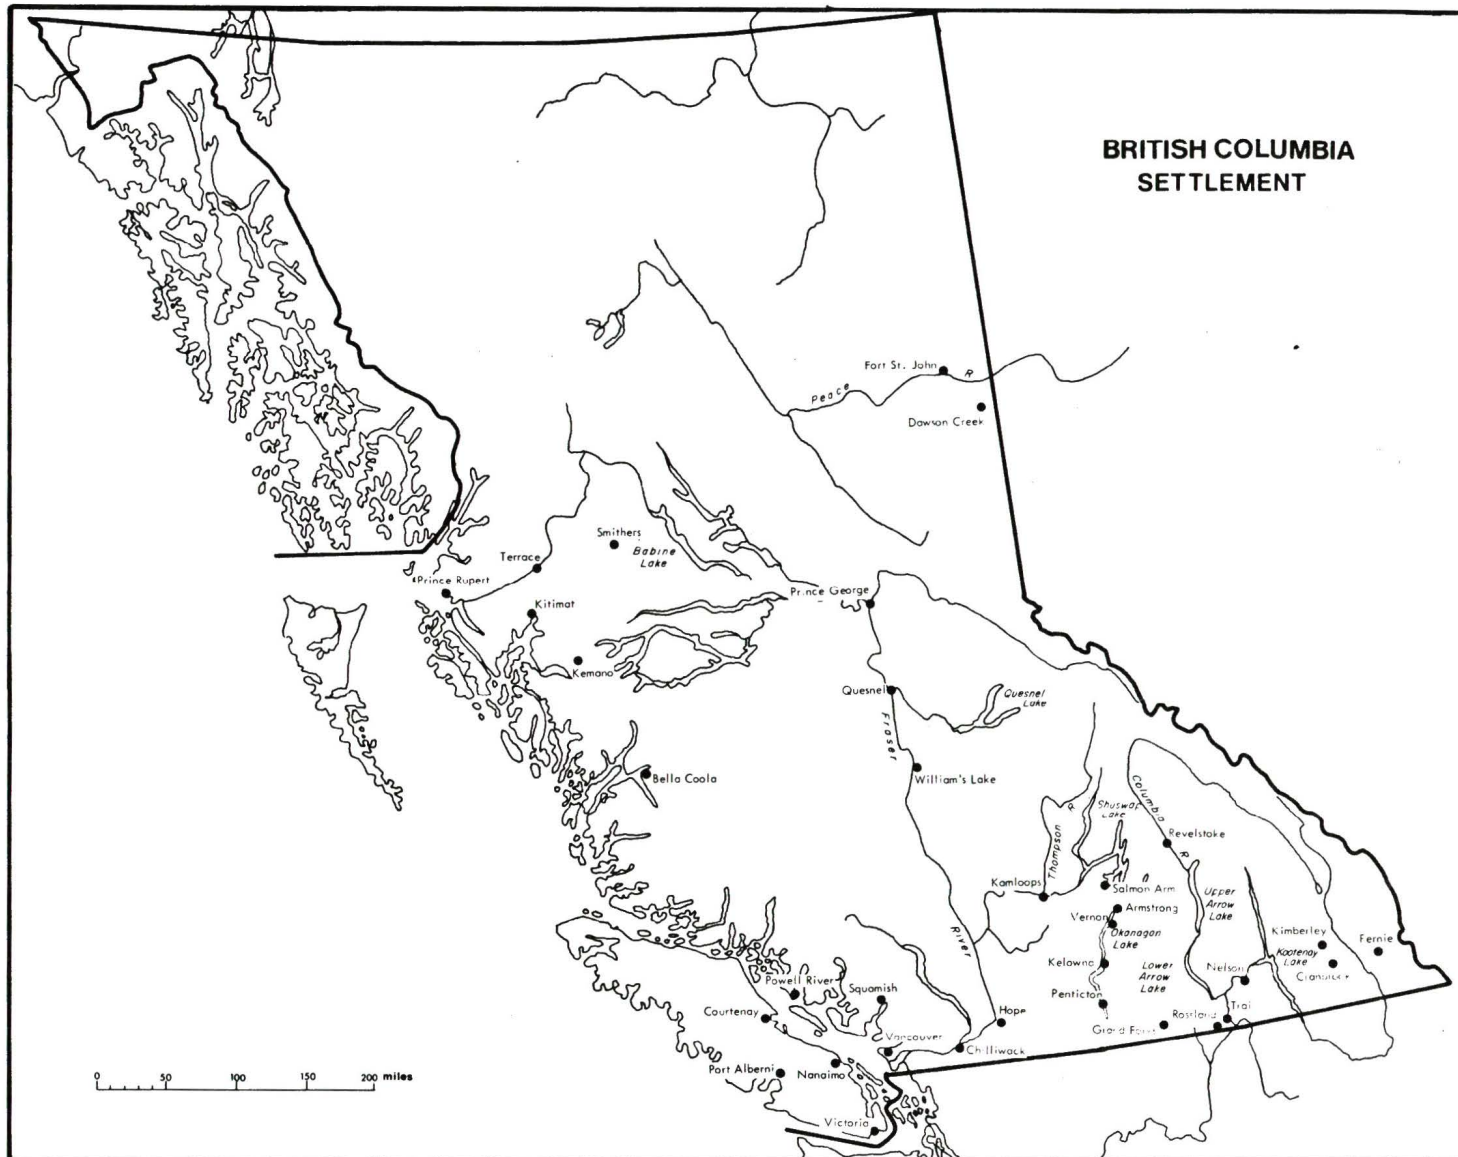 BRITISH COLUMBIA
SETTLEMENT
Fort St. John
Peace
R
Dawson Creek
Smithers
Babine
Lake
Terrace
Prince Rupert
Prince George
Kitimat
Kemano
Quesnel
Quesnel
Lake
Fraser
Bella Coola
William's Lake
Columbia
R
Shuswap
Lake
Thompson
R
Revelstoke
Kamloops
Salmon Arm
Upper
Arrow
Lake
Armstrong
Vernon
Okanagan
Lake
River
Kimberley
Fernie
Kootenay
Lake
Kelowna
Lower
Arrow
Lake
Nelson
Cranbrook
Powell River
Squamish
Penticton
Courtenay
Hope
Rossland
Trail
Grand Forks
Vancouver
Chilliwack
Port Alberni
Nanaimo
0 50 100 150 200 miles
Victoria